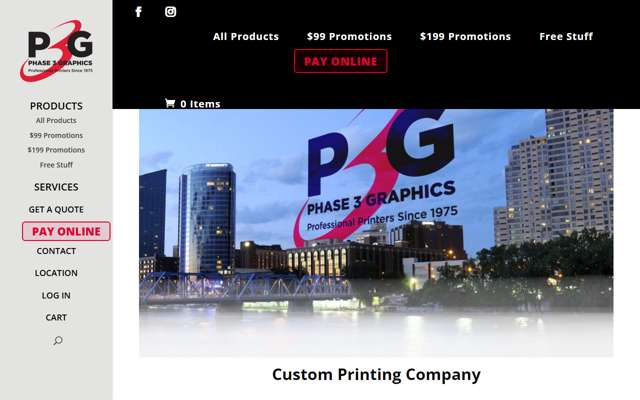 P3G
PHASE 3 GRAPHICS
Professional Printers Since 1975
PRODUCTS
All Products
$99 Promotions
$199 Promotions
Free Stuff
SERVICES
GET A QUOTE
PAY ONLINE
CONTACT
LOCATION
LOG IN
CART
All Products
$99 Promotions
$199 Promotions
Free Stuff
PAY ONLINE
0 Items
P3G
PHASE 3 GRAPHICS
Professional Printers Since 1975
Custom Printing Company